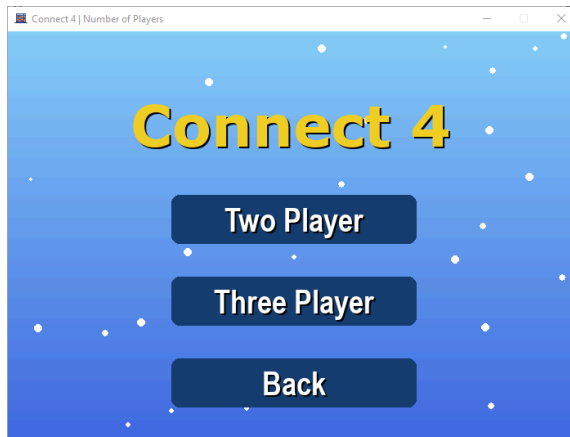 Connect 4 | Number of Players
Connect 4
Two Player
Three Player
Back